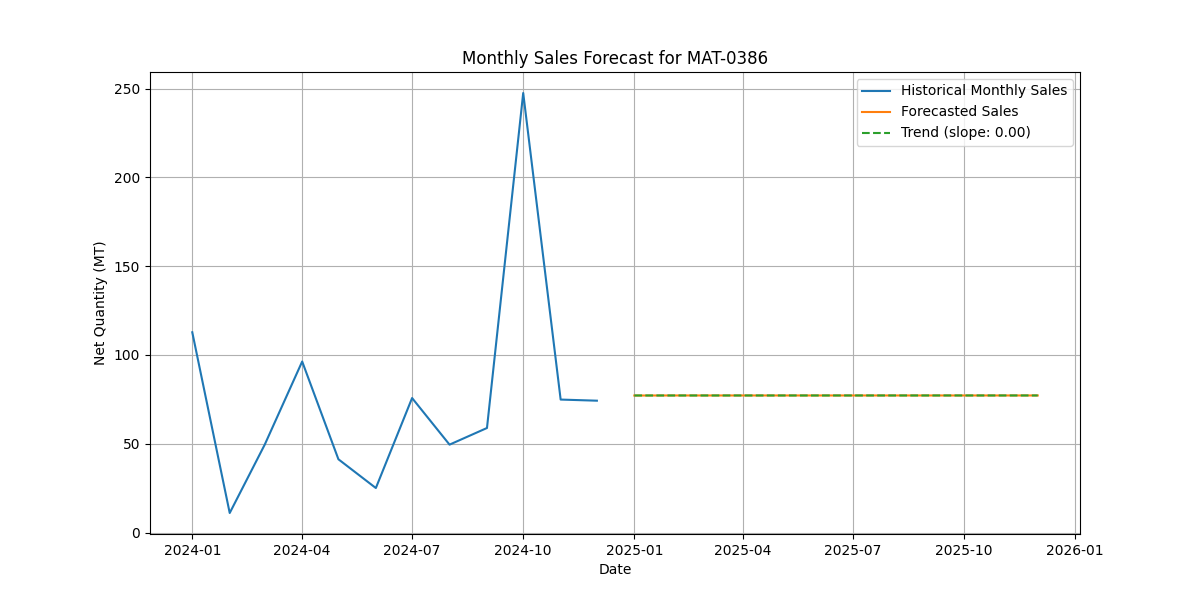 Monthly Sales Forecast for MAT-0386
Historical Monthly Sales
Forecasted Sales
Trend (slope: 0.00)
250
200
150
100
50
0
Net Quantity (MT)
2024-01 2024-04 2024-07 2024-10 2025-01 2025-04 2025-07 2025-10 2026-01
Date